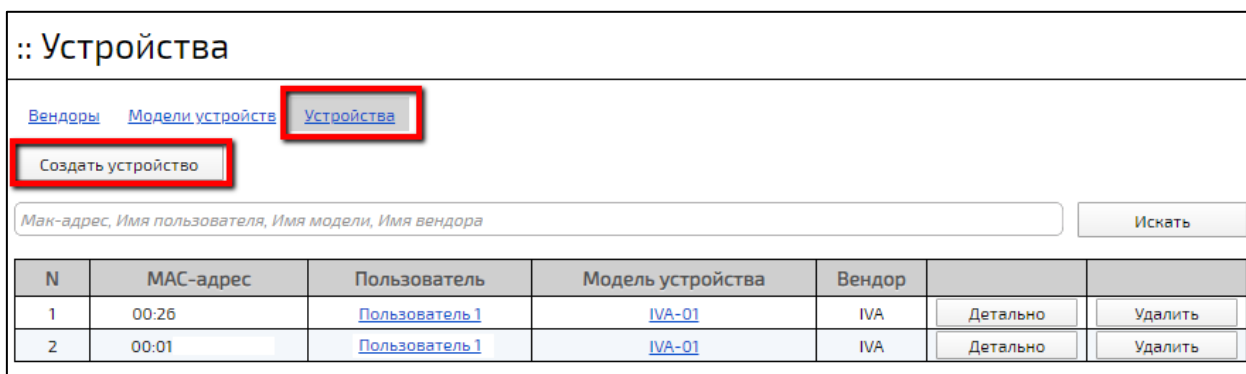 :: Устройства
Вендоры Модели устройств Устройства
Создать устройство
Мак-адрес, Имя пользователя, Имя модели, Имя вендора Искать
N МАС-адрес Пользователь Модель устройства Вендор
1 00:26 Пользователь 1 IVA-01 IVA Детально Удалить
2 00:01 Пользователь 1 IVA-01 IVA Детально Удалить